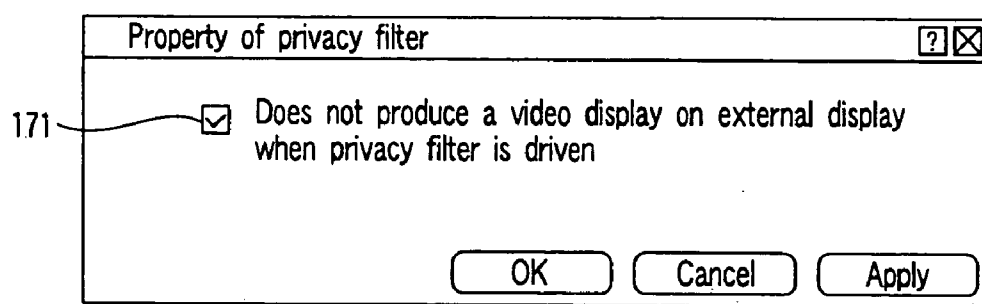 Property of privacy filter ?
171
Does not produce a video display on external display
when privacy filter is driven
OK Cancel Apply